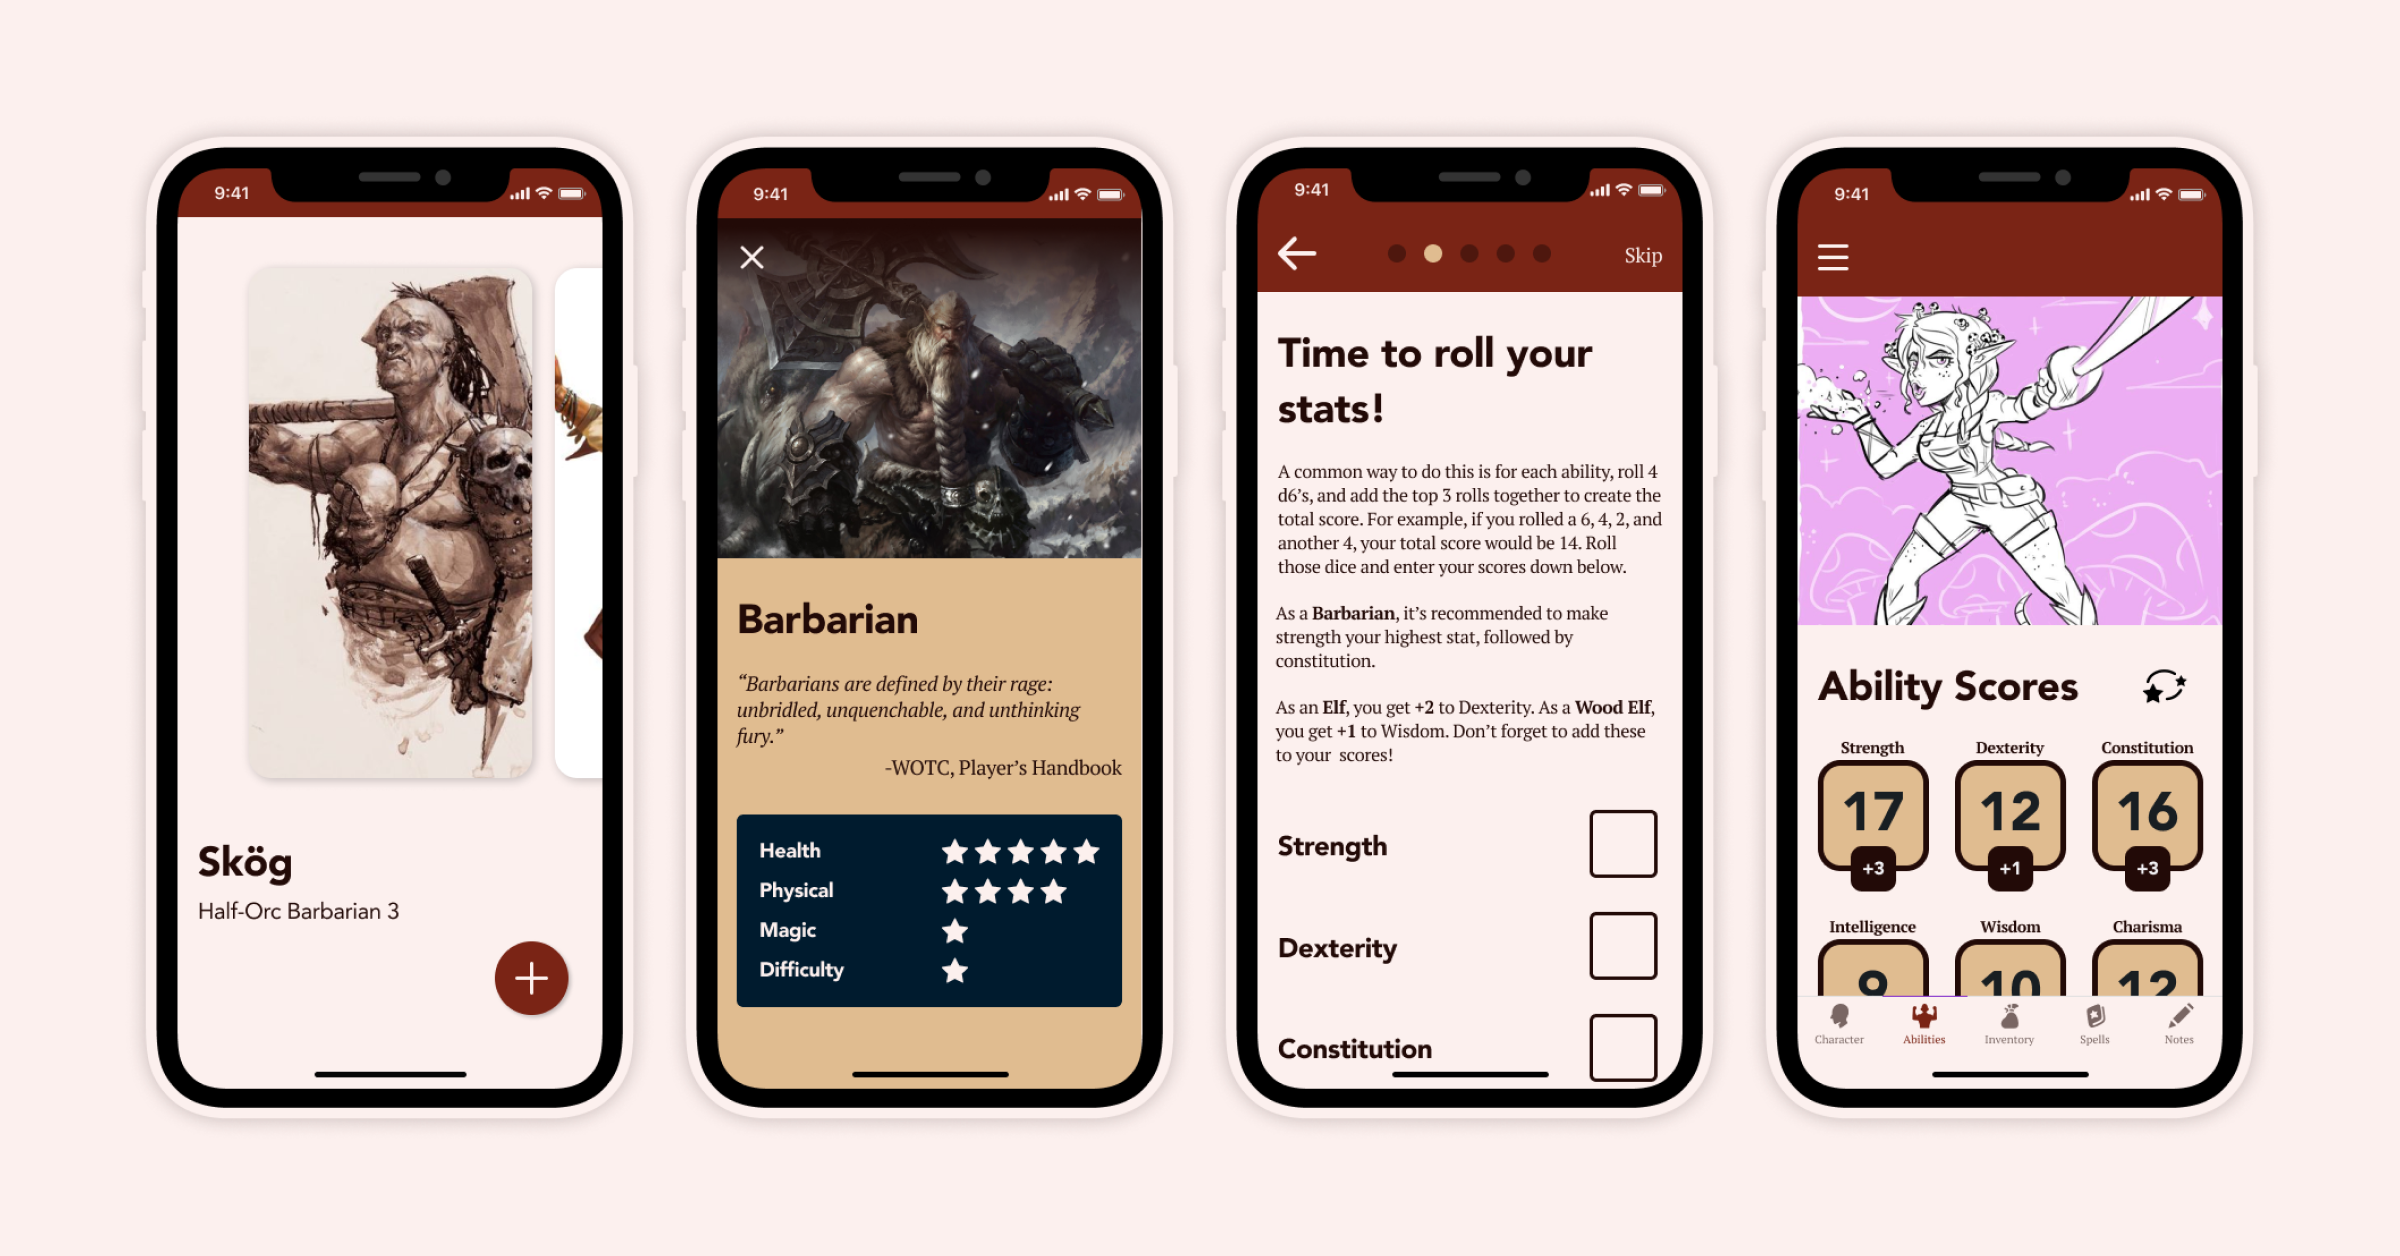 9:41
Skög
Half-Orc Barbarian 3
9:41
Barbarian
“Barbarians are defined by their rage:
unbridled, unquenchable, and unthinking
fury.”
-WOTC, Player’s Handbook
Health
Physical
Magic
Difficulty
9:41
Skip
Time to roll your
stats!
A common way to do this is for each ability, roll 4
d6’s, and add the top 3 rolls together to create the
total score. For example, if you rolled a 6, 4, 2, and
another 4, your total score would be 14. Roll
those dice and enter your scores down below.
As a Barbarian, it’s recommended to make
strength your highest stat, followed by
constitution.
As an Elf, you get +2 to Dexterity. As a Wood Elf,
you get +1 to Wisdom. Don’t forget to add these
to your scores!
Strength
Dexterity
Constitution
9:41
Ability Scores
Strength Dexterity Constitution
17 12 16
+3 +1 +3
Intelligence Wisdom Charisma
9 10 12
Character Abilities Inventory Spells Notes